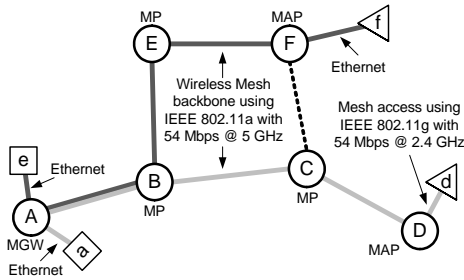 MP
MAP
f
E
F
Ethernet
Wireless Mesh
backbone using
IEEE 802.11a with
54 Mbps @ 5 GHz
Mesh access using
IEEE 802.11g with
54 Mbps @ 2.4 GHz
e
Ethernet
B
C
d
MP
MP
A
MGW
a
D
MAP
Ethernet